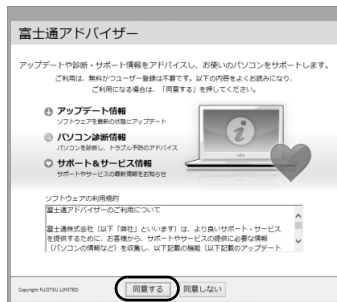 富士通アドバイザー
アップデートや診断・サポート情報をアドバイスし、お使いのパソコンをサポートします。
ご利用は、無料かつユーザー登録は不要です。以下の内容をよくお読みになり、
ご利用になる場合は、「同意する」を押してください。
アップデート情報
ソフトウェアを最新の状態にアップデート
パソコン診断情報
パソコンを診断し、トラブル予防のアドバイス
サポート&サービス情報
サポートやサービスの最新情報をお知らせ
ソフトウェアの利用規約
富士通アドバイザーのご利用について
富士通株式会社（以下「弊社」といいます）は、より良いサポート・サービス
を提供するために、お客様から、サポートやサービスの提供に必要な情報
（パソコンの情報など）を収集し、以下記載の機能（以下記載のアップデート
Copyright FUJITSU LIMITED
同意する
同意しない